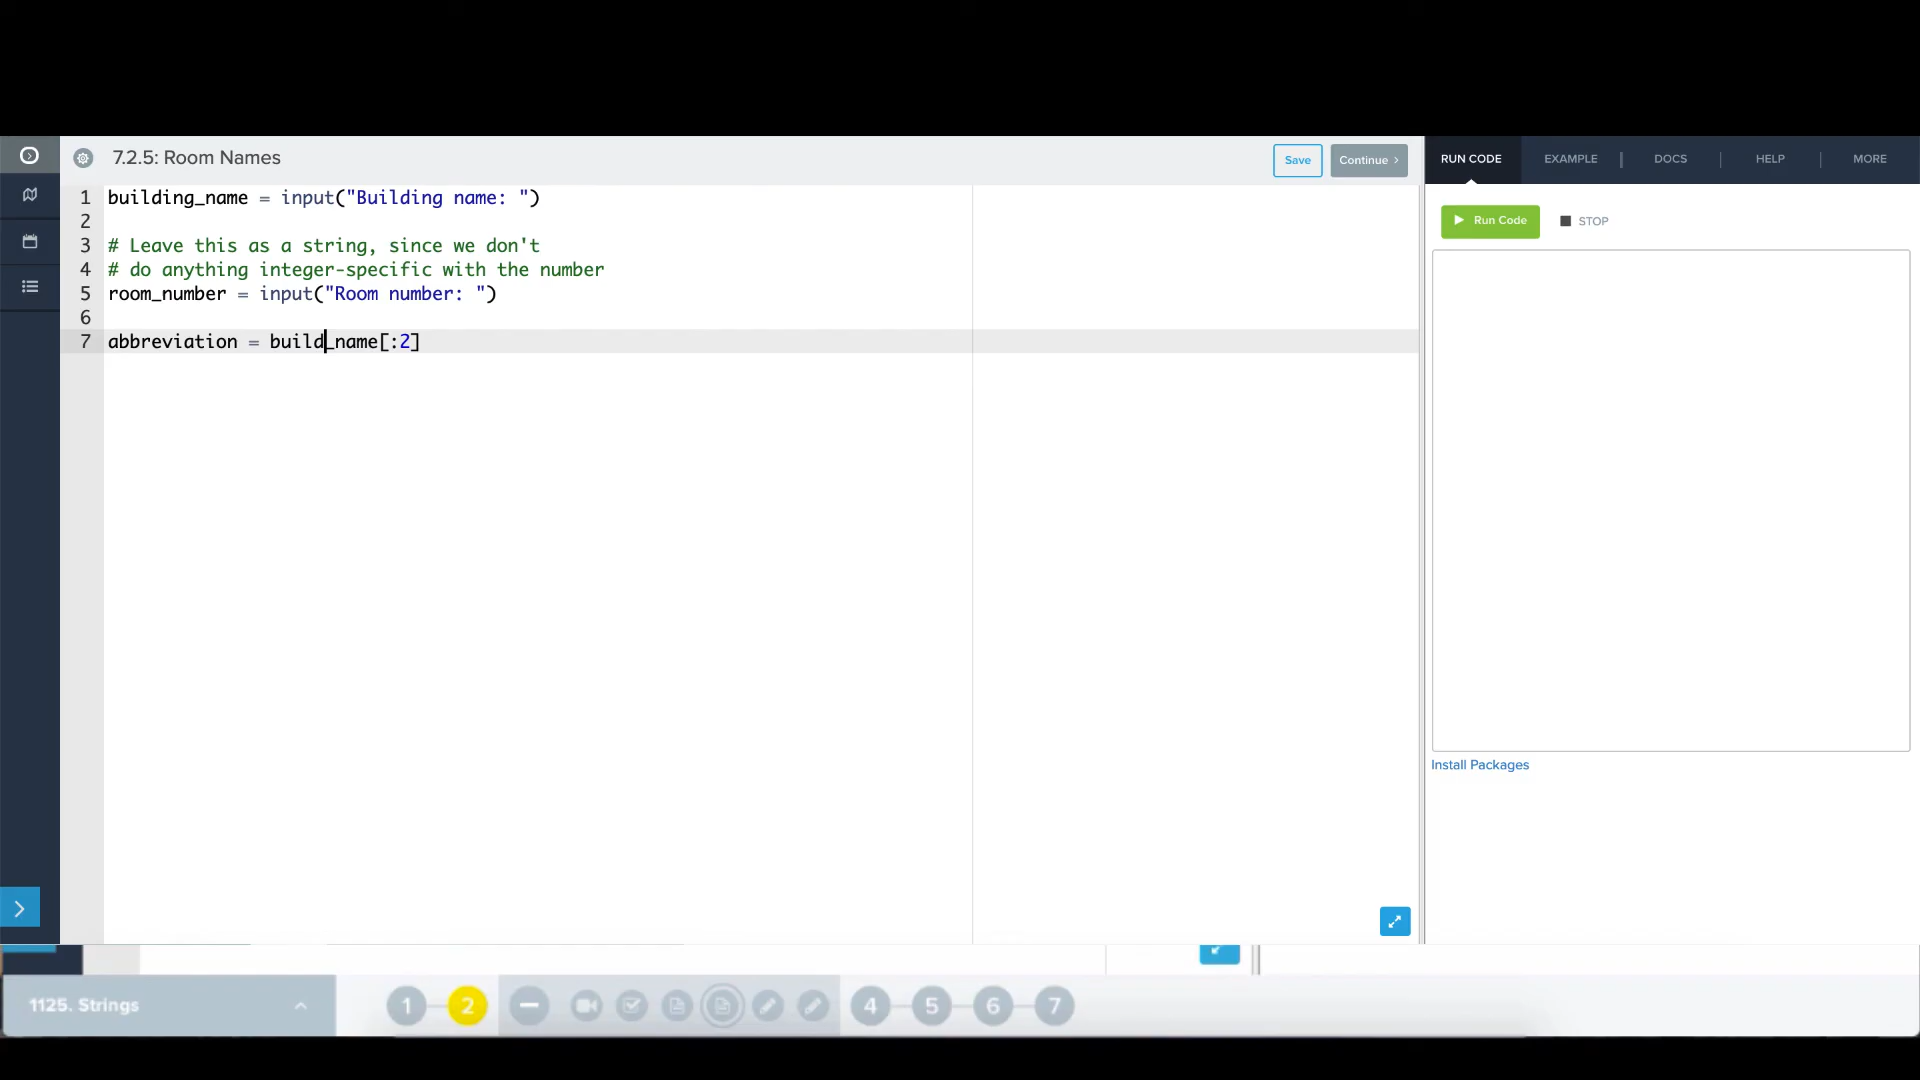 7.2.5: Room Names
Save
Continue >
RUN CODE
EXAMPLE
DOCS
HELP
MORE
1 building_name = input("Building name: ")
2
3 # Leave this as a string, since we don't
4 # do anything integer-specific with the number
5 room_number = input("Room number: ")
6
7 abbreviation = build_name[:2]
Run Code
STOP
Install Packages
1125. Strings
1 2 4 5 6 7